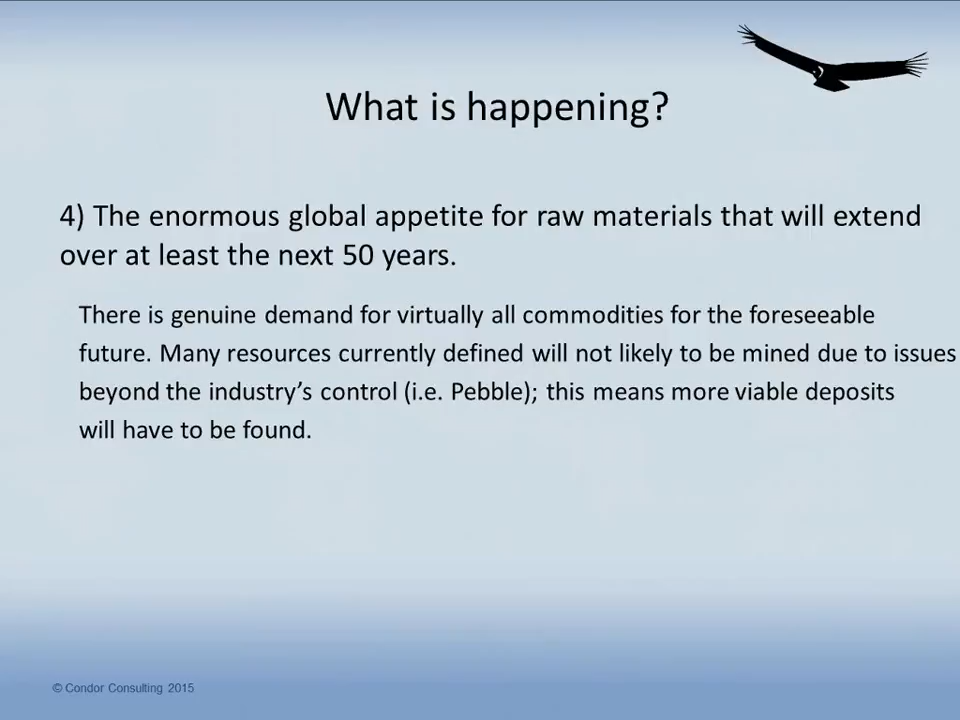 What is happening?
4) The enormous global appetite for raw materials that will extend
over at least the next 50 years.
There is genuine demand for virtually all commodities for the foreseeable
future. Many resources currently defined will not likely to be mined due to issues
beyond the industry’s control (i.e. Pebble); this means more viable deposits
will have to be found.
© Condor Consulting 2015